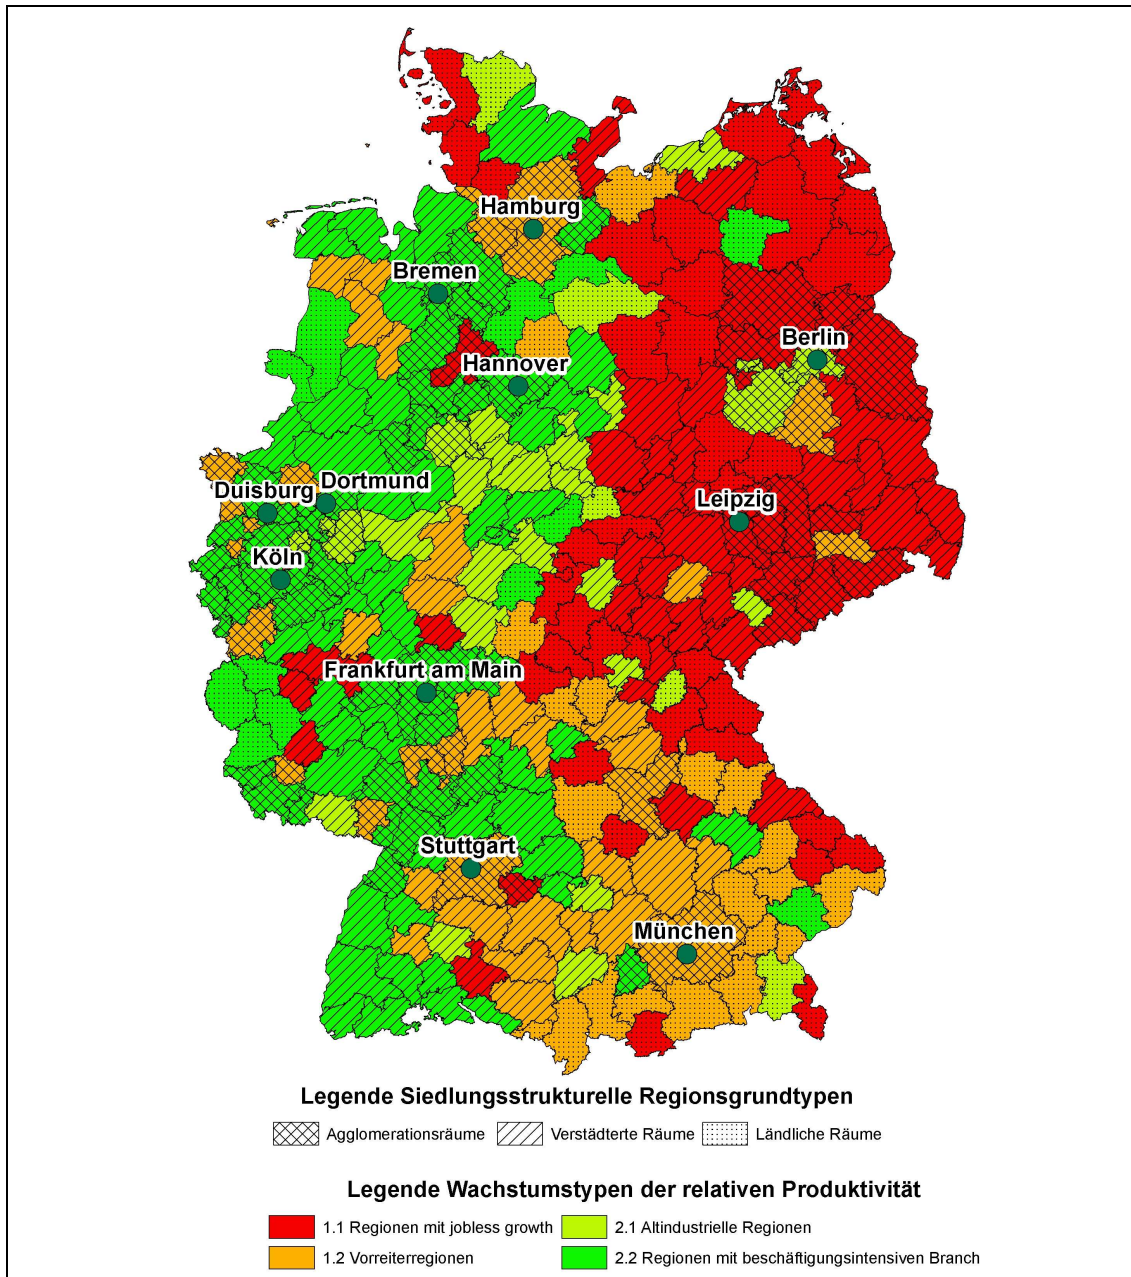 Hamburg
Bremen
Berlin
Hannover
Dortmund
Duisburg
Leipzig
Köln
Frankfurt am Main
Stuttgart
München
Legende Siedlungsstrukturelle Regionsgrundtypen
Agglomerationsräume Verstädterte Räume Ländliche Räume
Legende Wachstumstypen der relativen Produktivität
1.1 Regionen mit jobless growth 2.1 Altindustrielle Regionen
1.2 Vorreiterregionen 2.2 Regionen mit beschäftigungsintensiven Branch